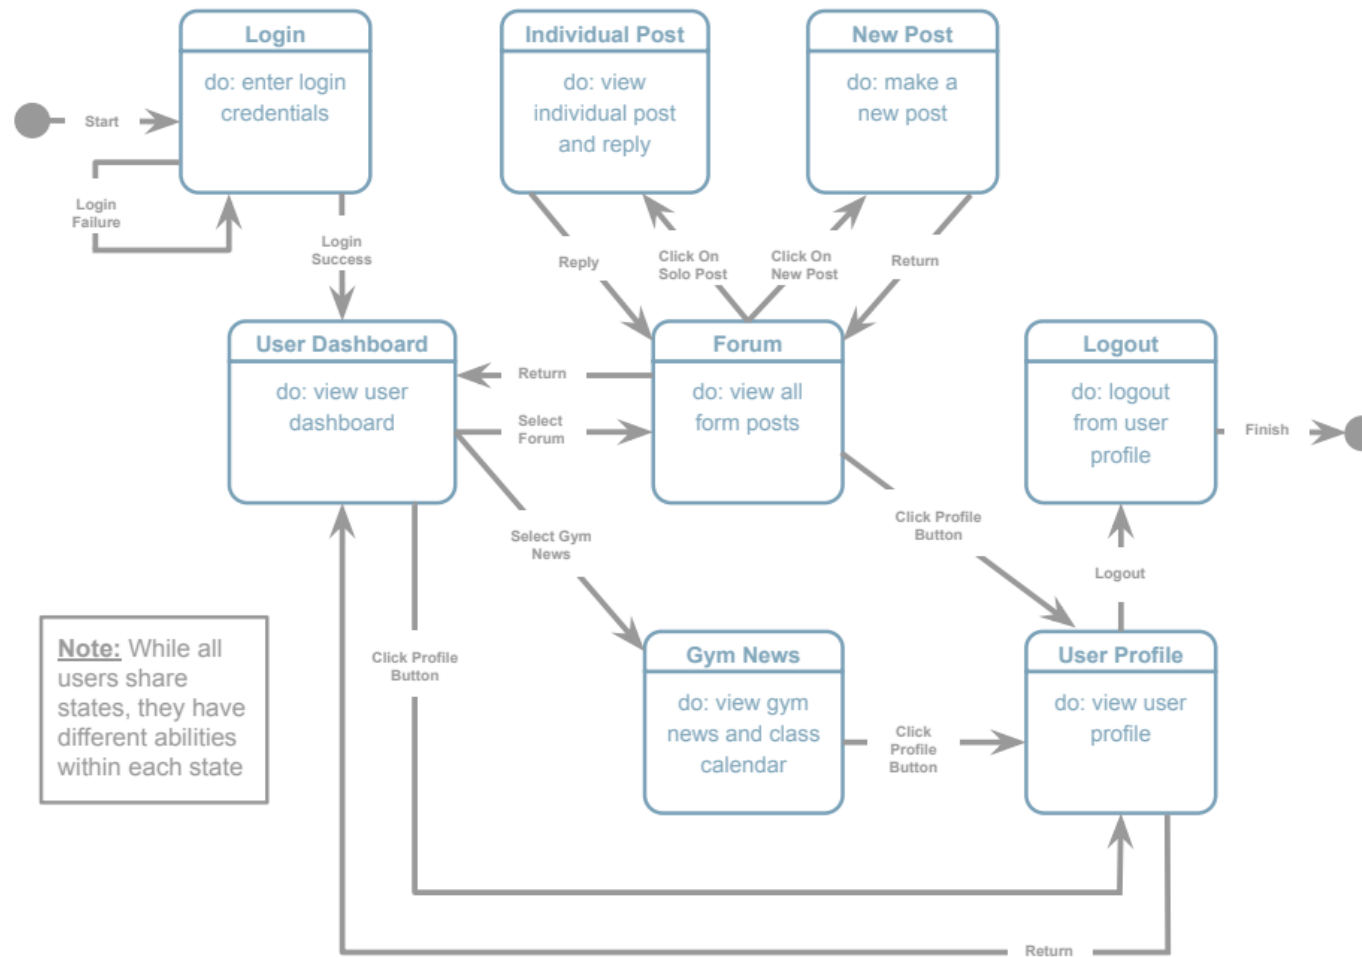 Login
do: enter login
credentials
Individual Post
do: view
individual post
and reply
New Post
do: make a
new post
Start
Login
Failure
Login
Success
Reply
Click On
Solo Post
Click On
New Post
Return
User Dashboard
do: view user
dashboard
Return
Select
Forum
Forum
do: view all
form posts
Logout
do: logout
from user
profile
Finish
Select Gym
News
Click Profile
Button
Logout
Note: While all
users share
states, they have
different abilities
within each state
Click Profile
Button
Gym News
do: view gym
news and class
calendar
Click
Profile
Button
User Profile
do: view user
profile
Return